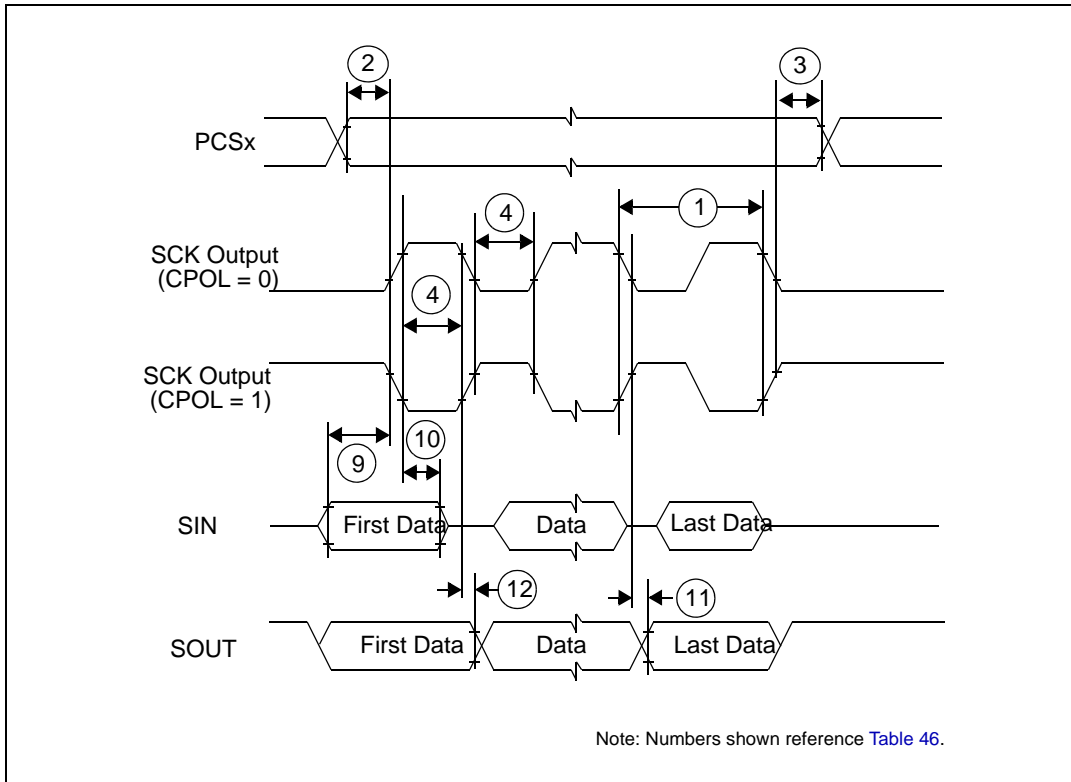 2
3
PCSx
1
4
SCK Output
(CPOL = 0)
4
SCK Output
(CPOL = 1)
10
9
SIN
First Data
Data
Last Data
12
11
SOUT
First Data
Data
Last Data
Note: Numbers shown reference Table 46.